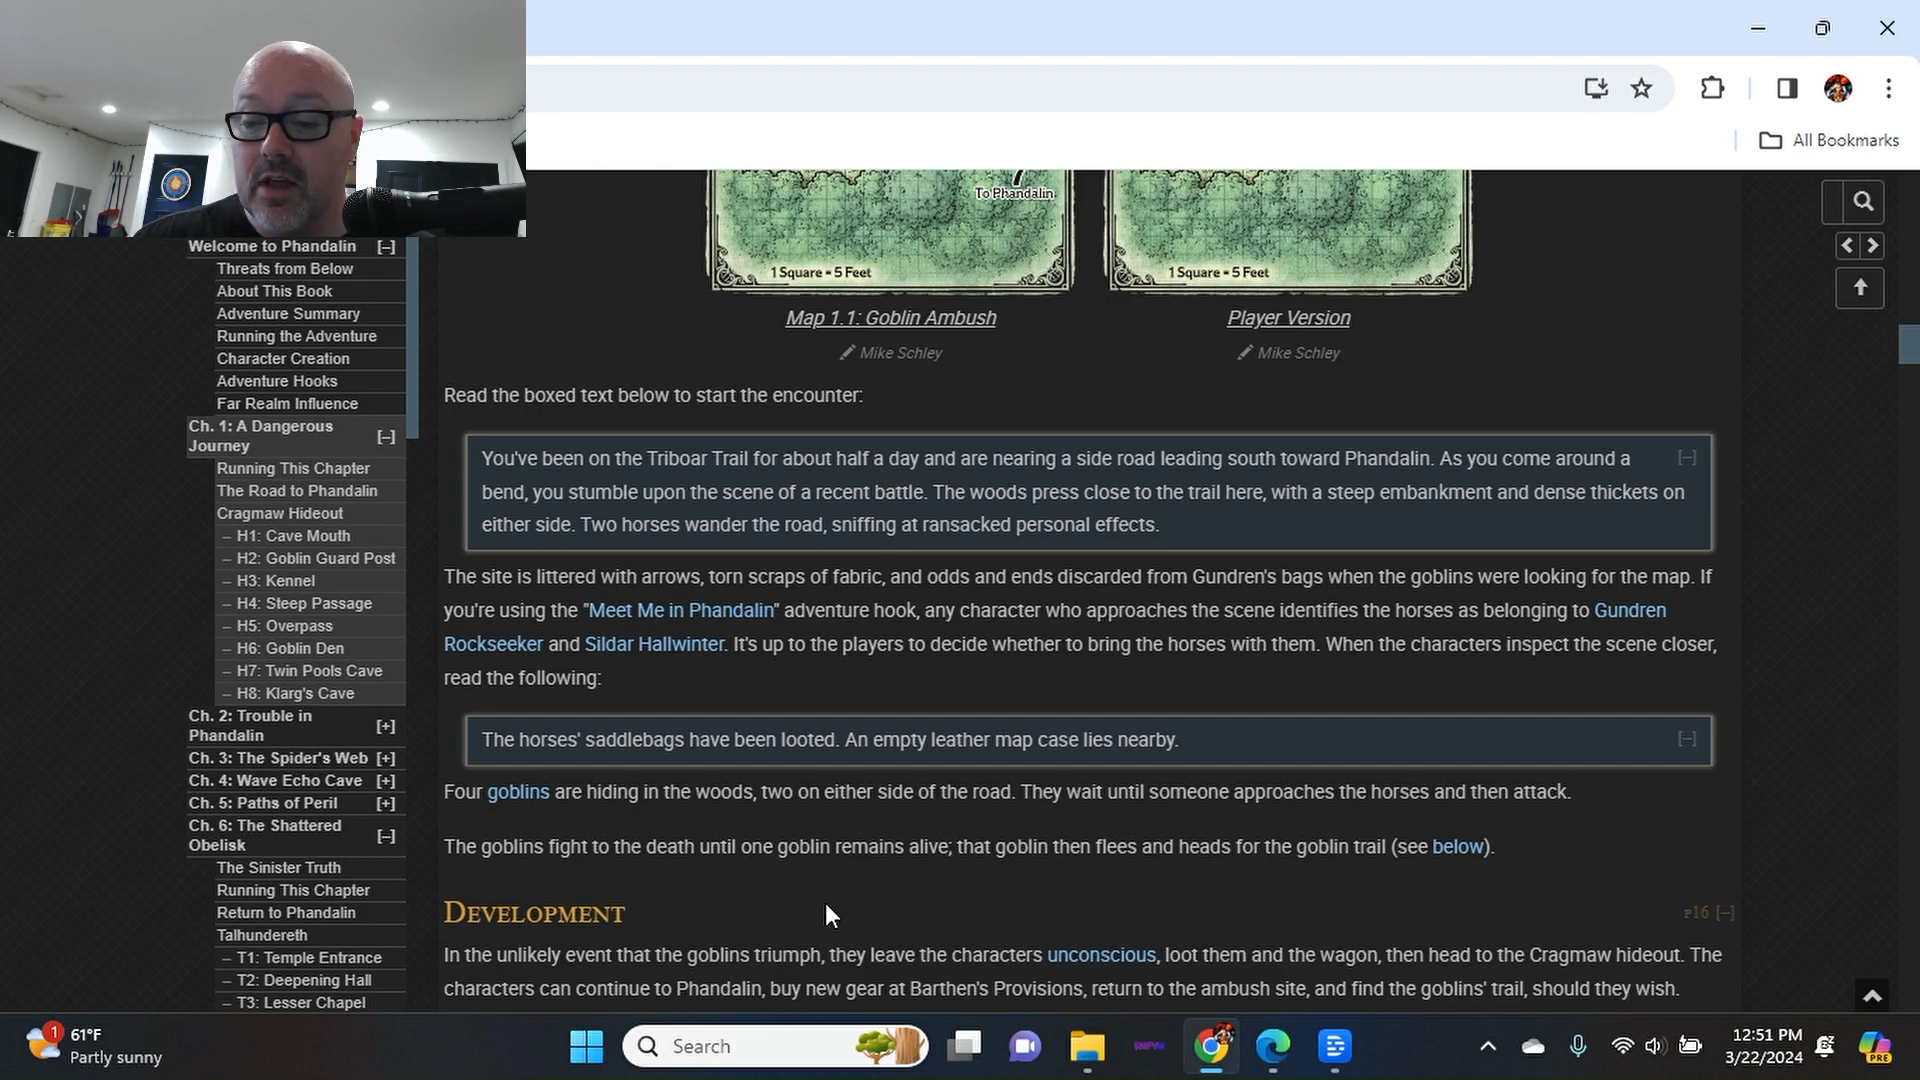 All Bookmarks
To Phandalin
1 Square = 5 Feet
1 Square = 5 Feet
Map 1.1: Goblin Ambush
Player Version
Mike Schley
Mike Schley
Welcome to Phandalin [–]
Threats from Below
About This Book
Adventure Summary
Running the Adventure
Character Creation
Adventure Hooks
Far Realm Influence
Ch. 1: A Dangerous
Journey [–]
Running This Chapter
The Road to Phandalin
Cragmaw Hideout
– H1: Cave Mouth
– H2: Goblin Guard Post
– H3: Kennel
– H4: Steep Passage
– H5: Overpass
– H6: Goblin Den
– H7: Twin Pools Cave
– H8: Klarg's Cave
Ch. 2: Trouble in
Phandalin [+]
Ch. 3: The Spider's Web [+]
Ch. 4: Wave Echo Cave [+]
Ch. 5: Paths of Peril [+]
Ch. 6: The Shattered
Obelisk [–]
The Sinister Truth
Running This Chapter
Return to Phandalin
Talhundereth
– T1: Temple Entrance
– T2: Deepening Hall
– T3: Lesser Chapel
Read the boxed text below to start the encounter:
You've been on the Triboar Trail for about half a day and are nearing a side road leading south toward Phandalin. As you come around a [–]
bend, you stumble upon the scene of a recent battle. The woods press close to the trail here, with a steep embankment and dense thickets on
either side. Two horses wander the road, sniffing at ransacked personal effects.
The site is littered with arrows, torn scraps of fabric, and odds and ends discarded from Gundren's bags when the goblins were looking for the map. If
you're using the "Meet Me in Phandalin" adventure hook, any character who approaches the scene identifies the horses as belonging to Gundren
Rockseeker and Sildar Hallwinter. It's up to the players to decide whether to bring the horses with them. When the characters inspect the scene closer,
read the following:
The horses' saddlebags have been looted. An empty leather map case lies nearby. [–]
Four goblins are hiding in the woods, two on either side of the road. They wait until someone approaches the horses and then attack.
The goblins fight to the death until one goblin remains alive; that goblin then flees and heads for the goblin trail (see below).
DEVELOPMENT p16 [–]
In the unlikely event that the goblins triumph, they leave the characters unconscious, loot them and the wagon, then head to the Cragmaw hideout. The
characters can continue to Phandalin, buy new gear at Barthen's Provisions, return to the ambush site, and find the goblins' trail, should they wish.
1
61°F
Partly sunny
Search
12:51 PM
3/22/2024
PRE